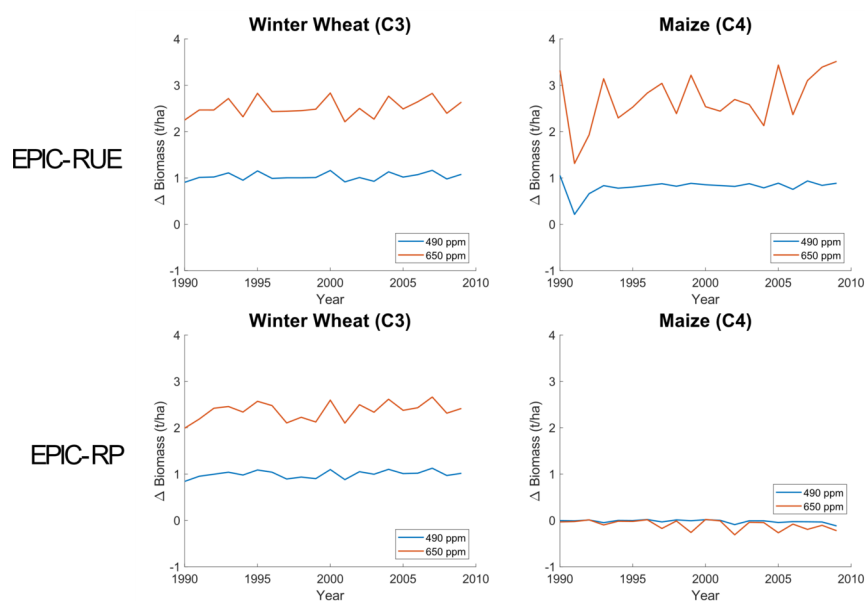 Winter Wheat (C3)
Maize (C4)
EPIC-RUE
Δ Biomass (t/ha)
4
3
2
1
0
-1
1990
1995
2000
2005
2010
Year
490 ppm
650 ppm
Δ Biomass (t/ha)
4
3
2
1
0
-1
1990
1995
2000
2005
2010
Year
490 ppm
650 ppm
Winter Wheat (C3)
Maize (C4)
EPIC-RP
Δ Biomass (t/ha)
4
3
2
1
0
-1
1990
1995
2000
2005
2010
Year
490 ppm
650 ppm
Δ Biomass (t/ha)
4
3
2
1
0
-1
1990
1995
2000
2005
2010
Year
490 ppm
650 ppm